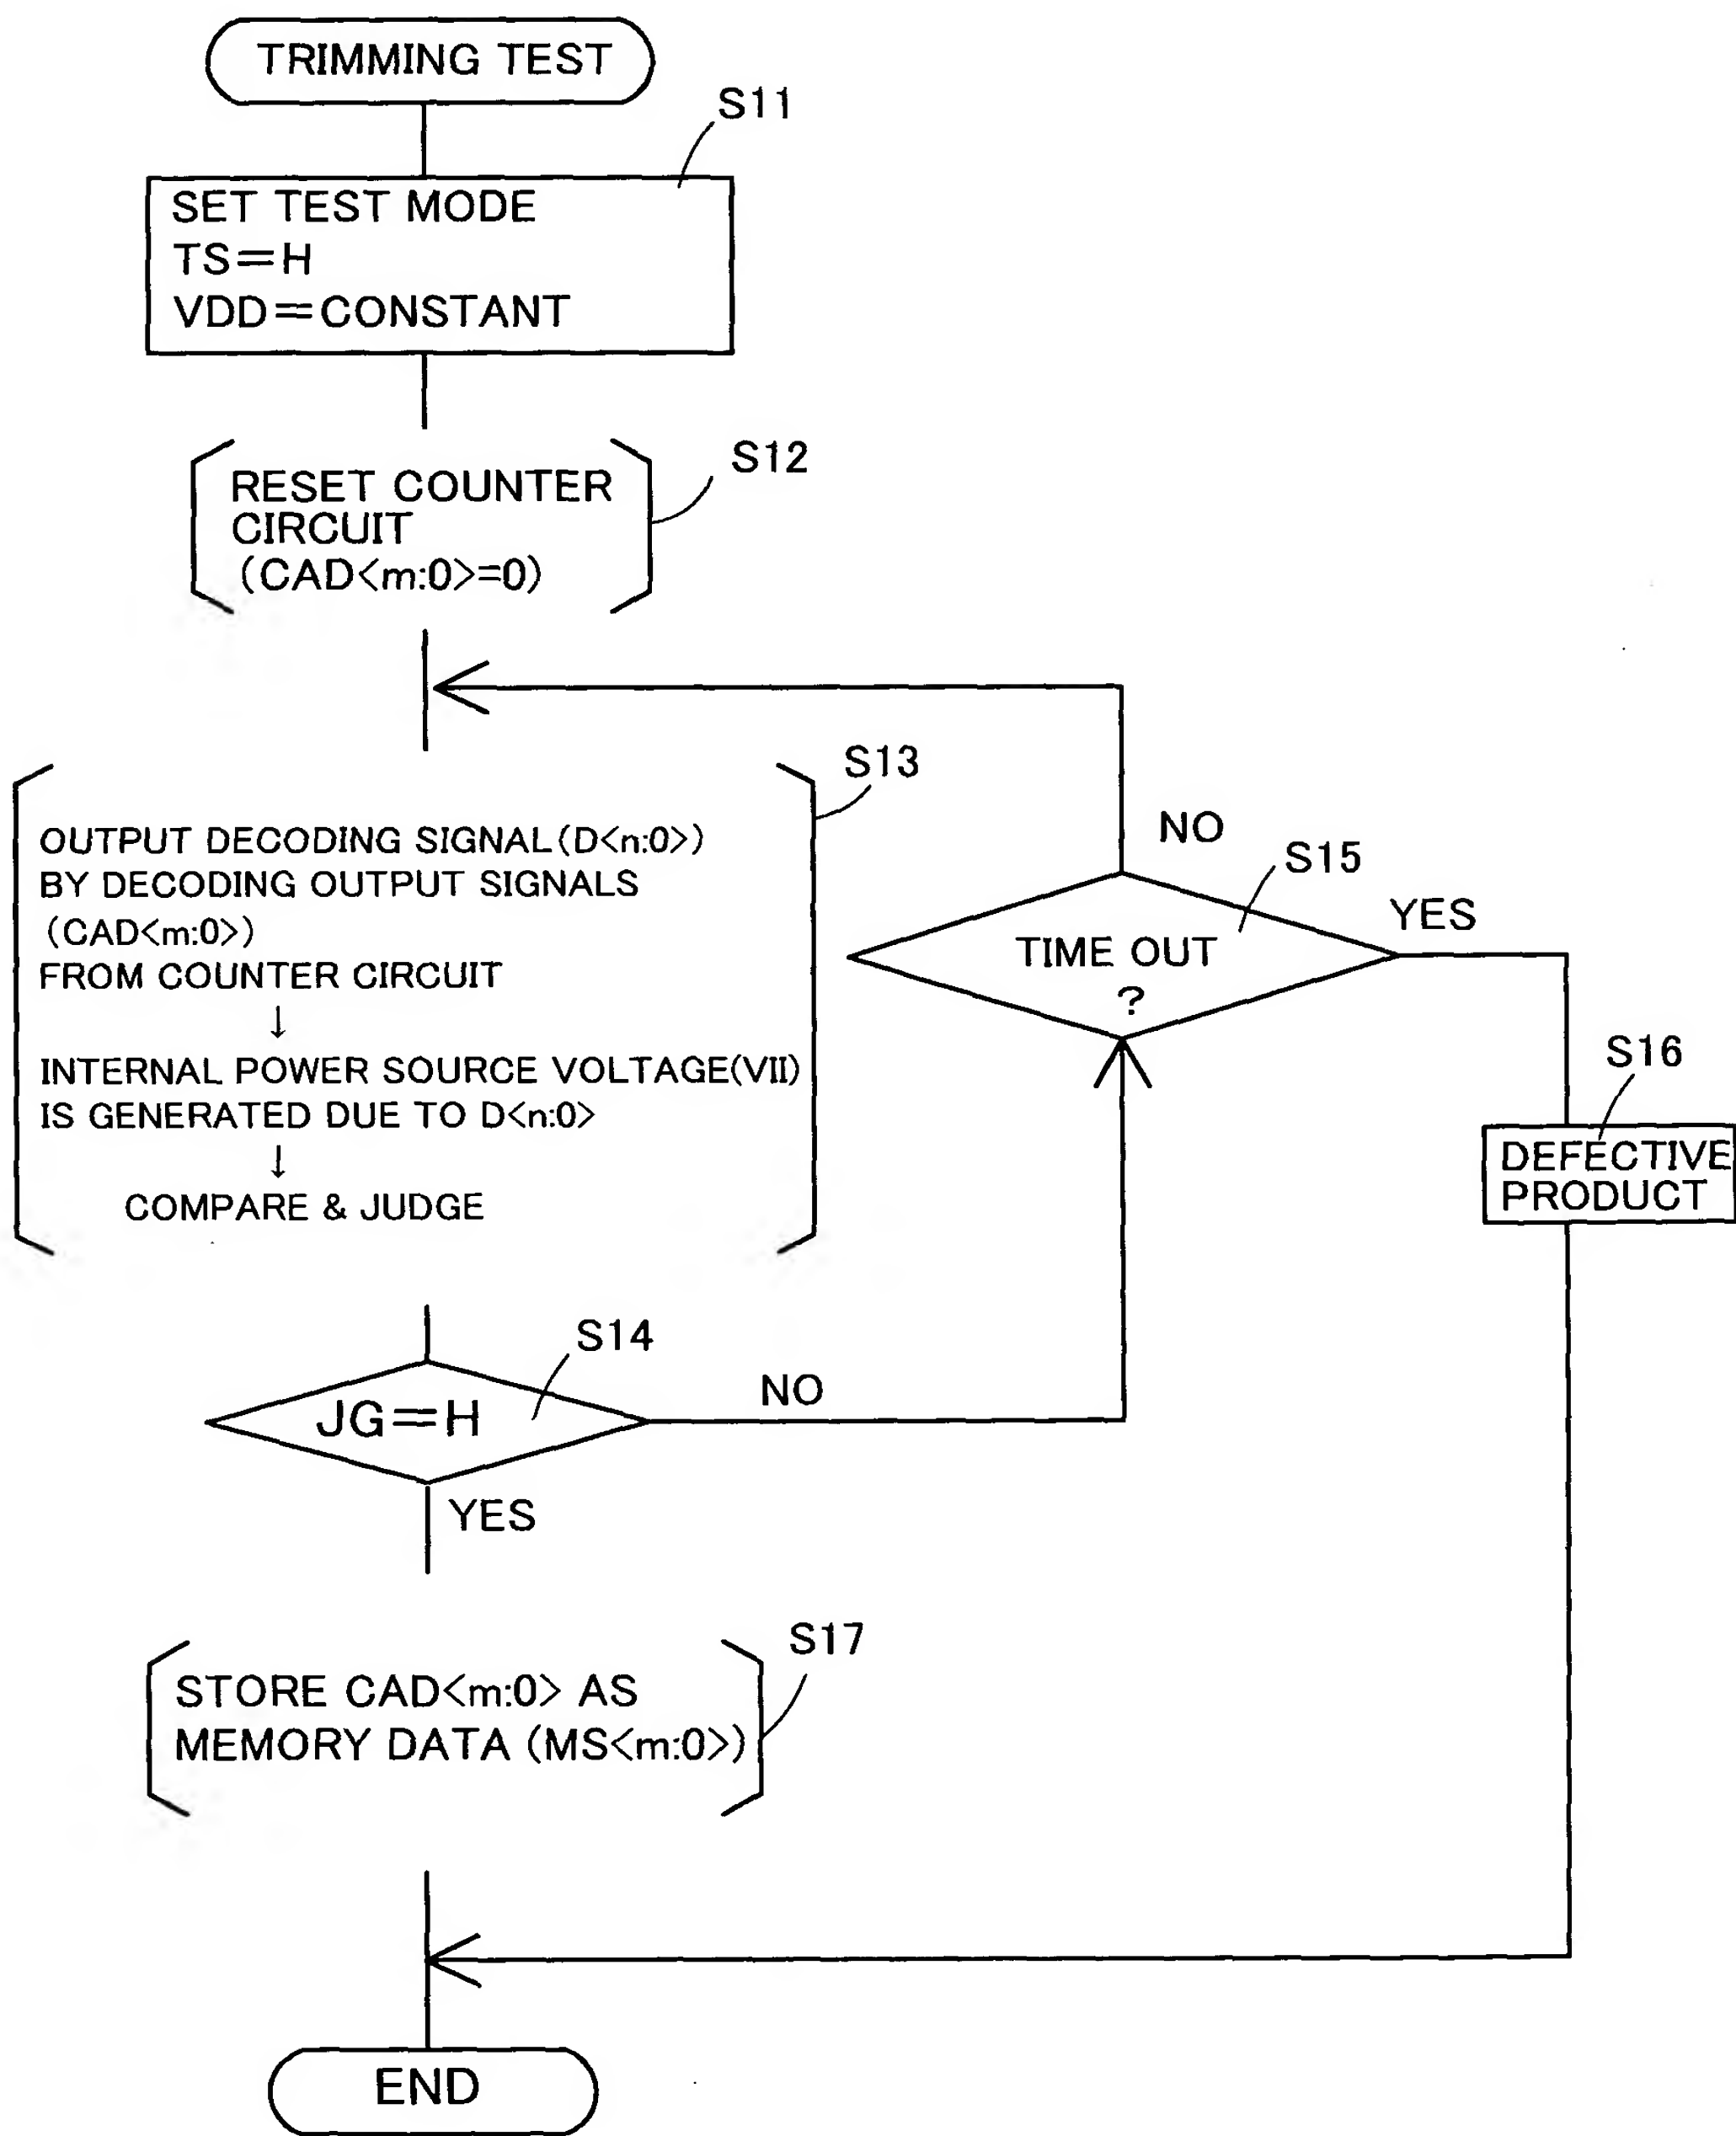 TRIMMING TEST
S11
SET TEST MODE
TS=H
VDD=CONSTANT
S12
RESET COUNTER
CIRCUIT
(CAD<m:0>=0)
S13
OUTPUT DECODING SIGNAL(D<n:0>)
BY DECODING OUTPUT SIGNALS
(CAD<m:0>)
FROM COUNTER CIRCUIT
↓
INTERNAL POWER SOURCE VOLTAGE(VII)
IS GENERATED DUE TO D<n:0>
↓
COMPARE & JUDGE
S14
JG=H
NO
YES
S15
TIME OUT
?
NO
YES
S16
DEFECTIVE
PRODUCT
S17
STORE CAD<m:0> AS
MEMORY DATA (MS<m:0>)
END